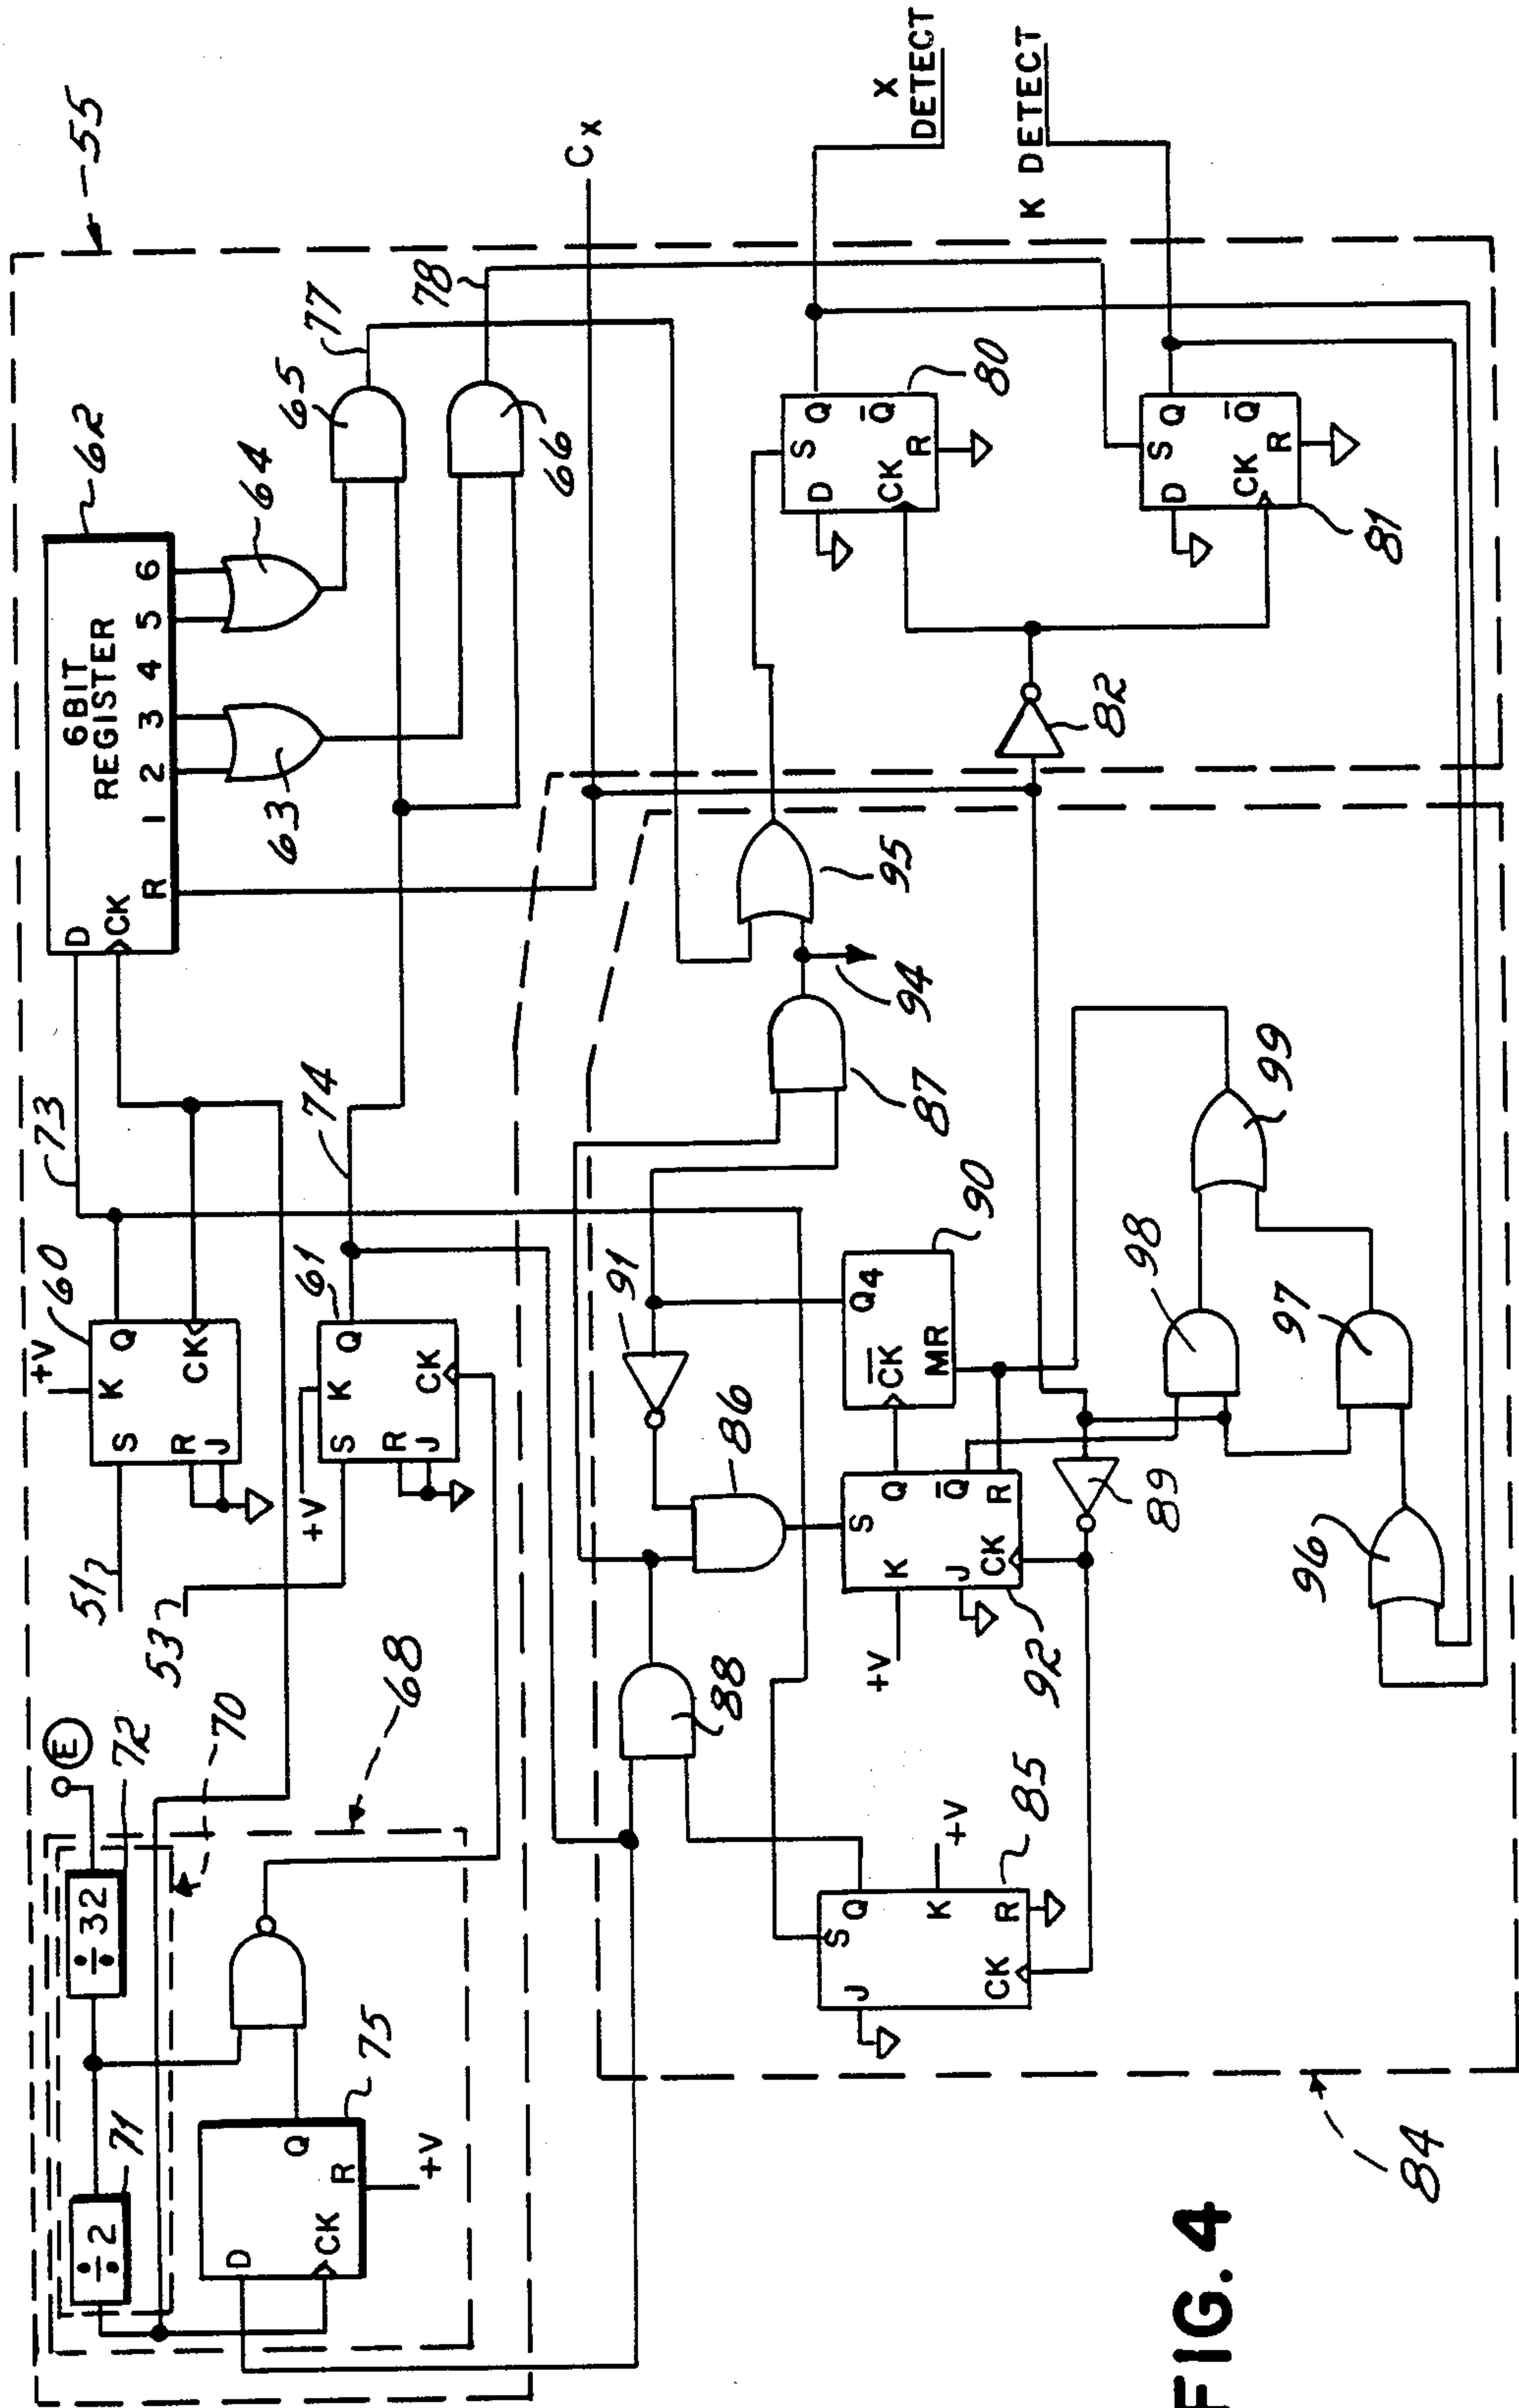 55
62
D
6 BIT
REGISTER
CK
R 1 2 3 4 5 6
64
63
65
77
66
78
C X
73
74
+V
60
K
Q
S
CK
R
J
51
61
+V
K
Q
S
CK
R
J
53
E
72
÷32
70
68
÷2
71
D
Q
CK
R
75
+V
X
DETECT
K DETECT
80
S
Q
D
Q̅
CK
R
81
S
Q
D
Q̅
CK
R
82
95
94
87
91
90
Q4
C̅K̅
MR
86
88
S
K
Q
Q̅
J
CK
R
+V
92
89
98
99
97
96
S
Q
J
K
+V
CK
R
85
84
FIG. 4